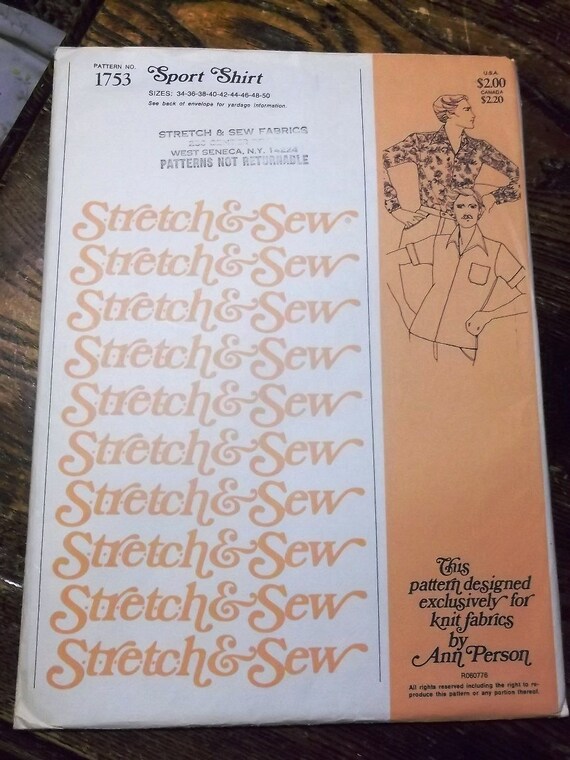 PATTERN NO.
1753
Sport Shirt
SIZES: 34-36-38-40-42-44-46-48-50
See back of envelope for yardage information.
STRETCH & SEW FABRICS
WEST SENECA, N.Y. 14224
PATTERNS NOT RETURNABLE
U.S.A.
$2.00
CANADA
$2.20
Stretch & Sew
Stretch & Sew
Stretch & Sew
Stretch & Sew
Stretch & Sew
Stretch & Sew
Stretch & Sew
Stretch & Sew
Stretch & Sew
Stretch & Sew
This
pattern designed
exclusively for
knit fabrics
by
Ann Person
R060776
All rights reserved including the right to re-
produce this pattern or any portion thereof.